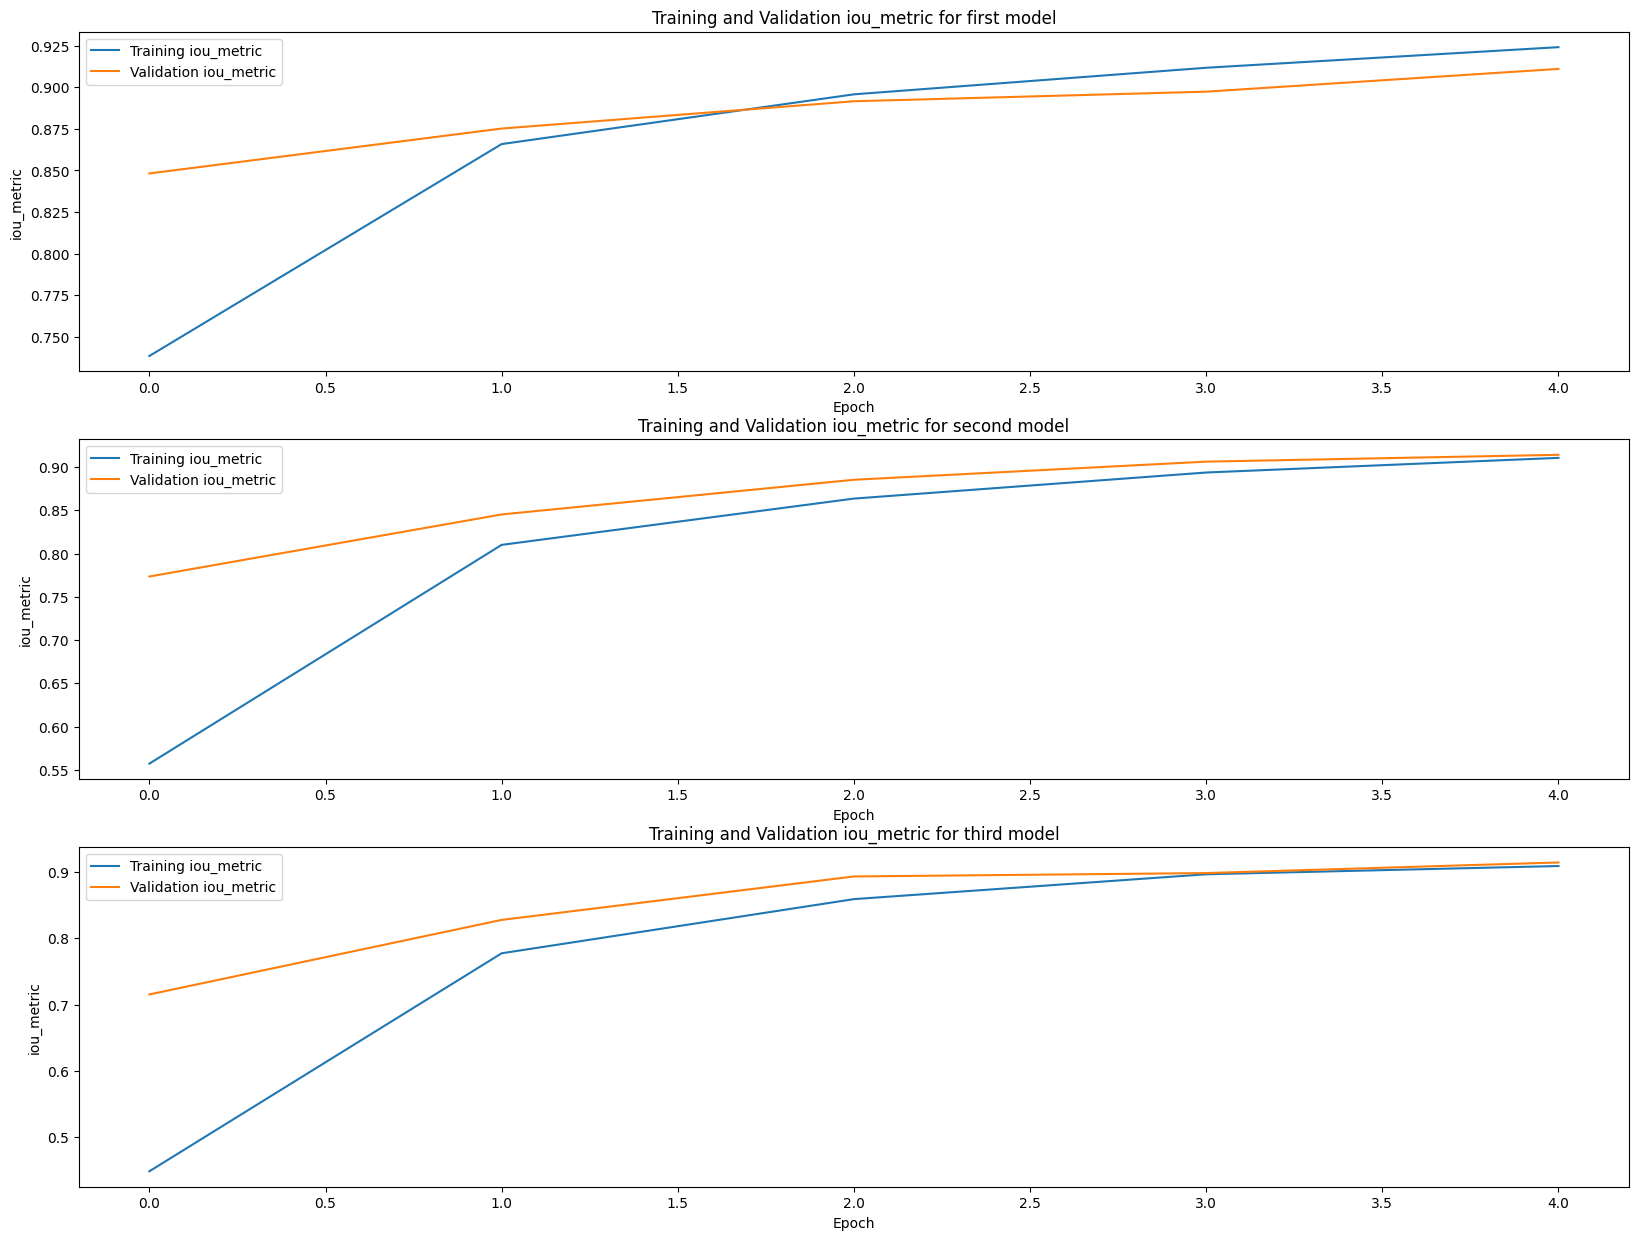 Training and Validation iou_metric for first model
Training iou_metric
Validation iou_metric
iou_metric
0.925
0.900
0.875
0.850
0.825
0.800
0.775
0.750
0.0 0.5 1.0 1.5 2.0 2.5 3.0 3.5 4.0
Epoch
Training and Validation iou_metric for second model
Training iou_metric
Validation iou_metric
iou_metric
0.90
0.85
0.80
0.75
0.70
0.65
0.60
0.55
0.0 0.5 1.0 1.5 2.0 2.5 3.0 3.5 4.0
Epoch
Training and Validation iou_metric for third model
Training iou_metric
Validation iou_metric
iou_metric
0.9
0.8
0.7
0.6
0.5
0.0 0.5 1.0 1.5 2.0 2.5 3.0 3.5 4.0
Epoch